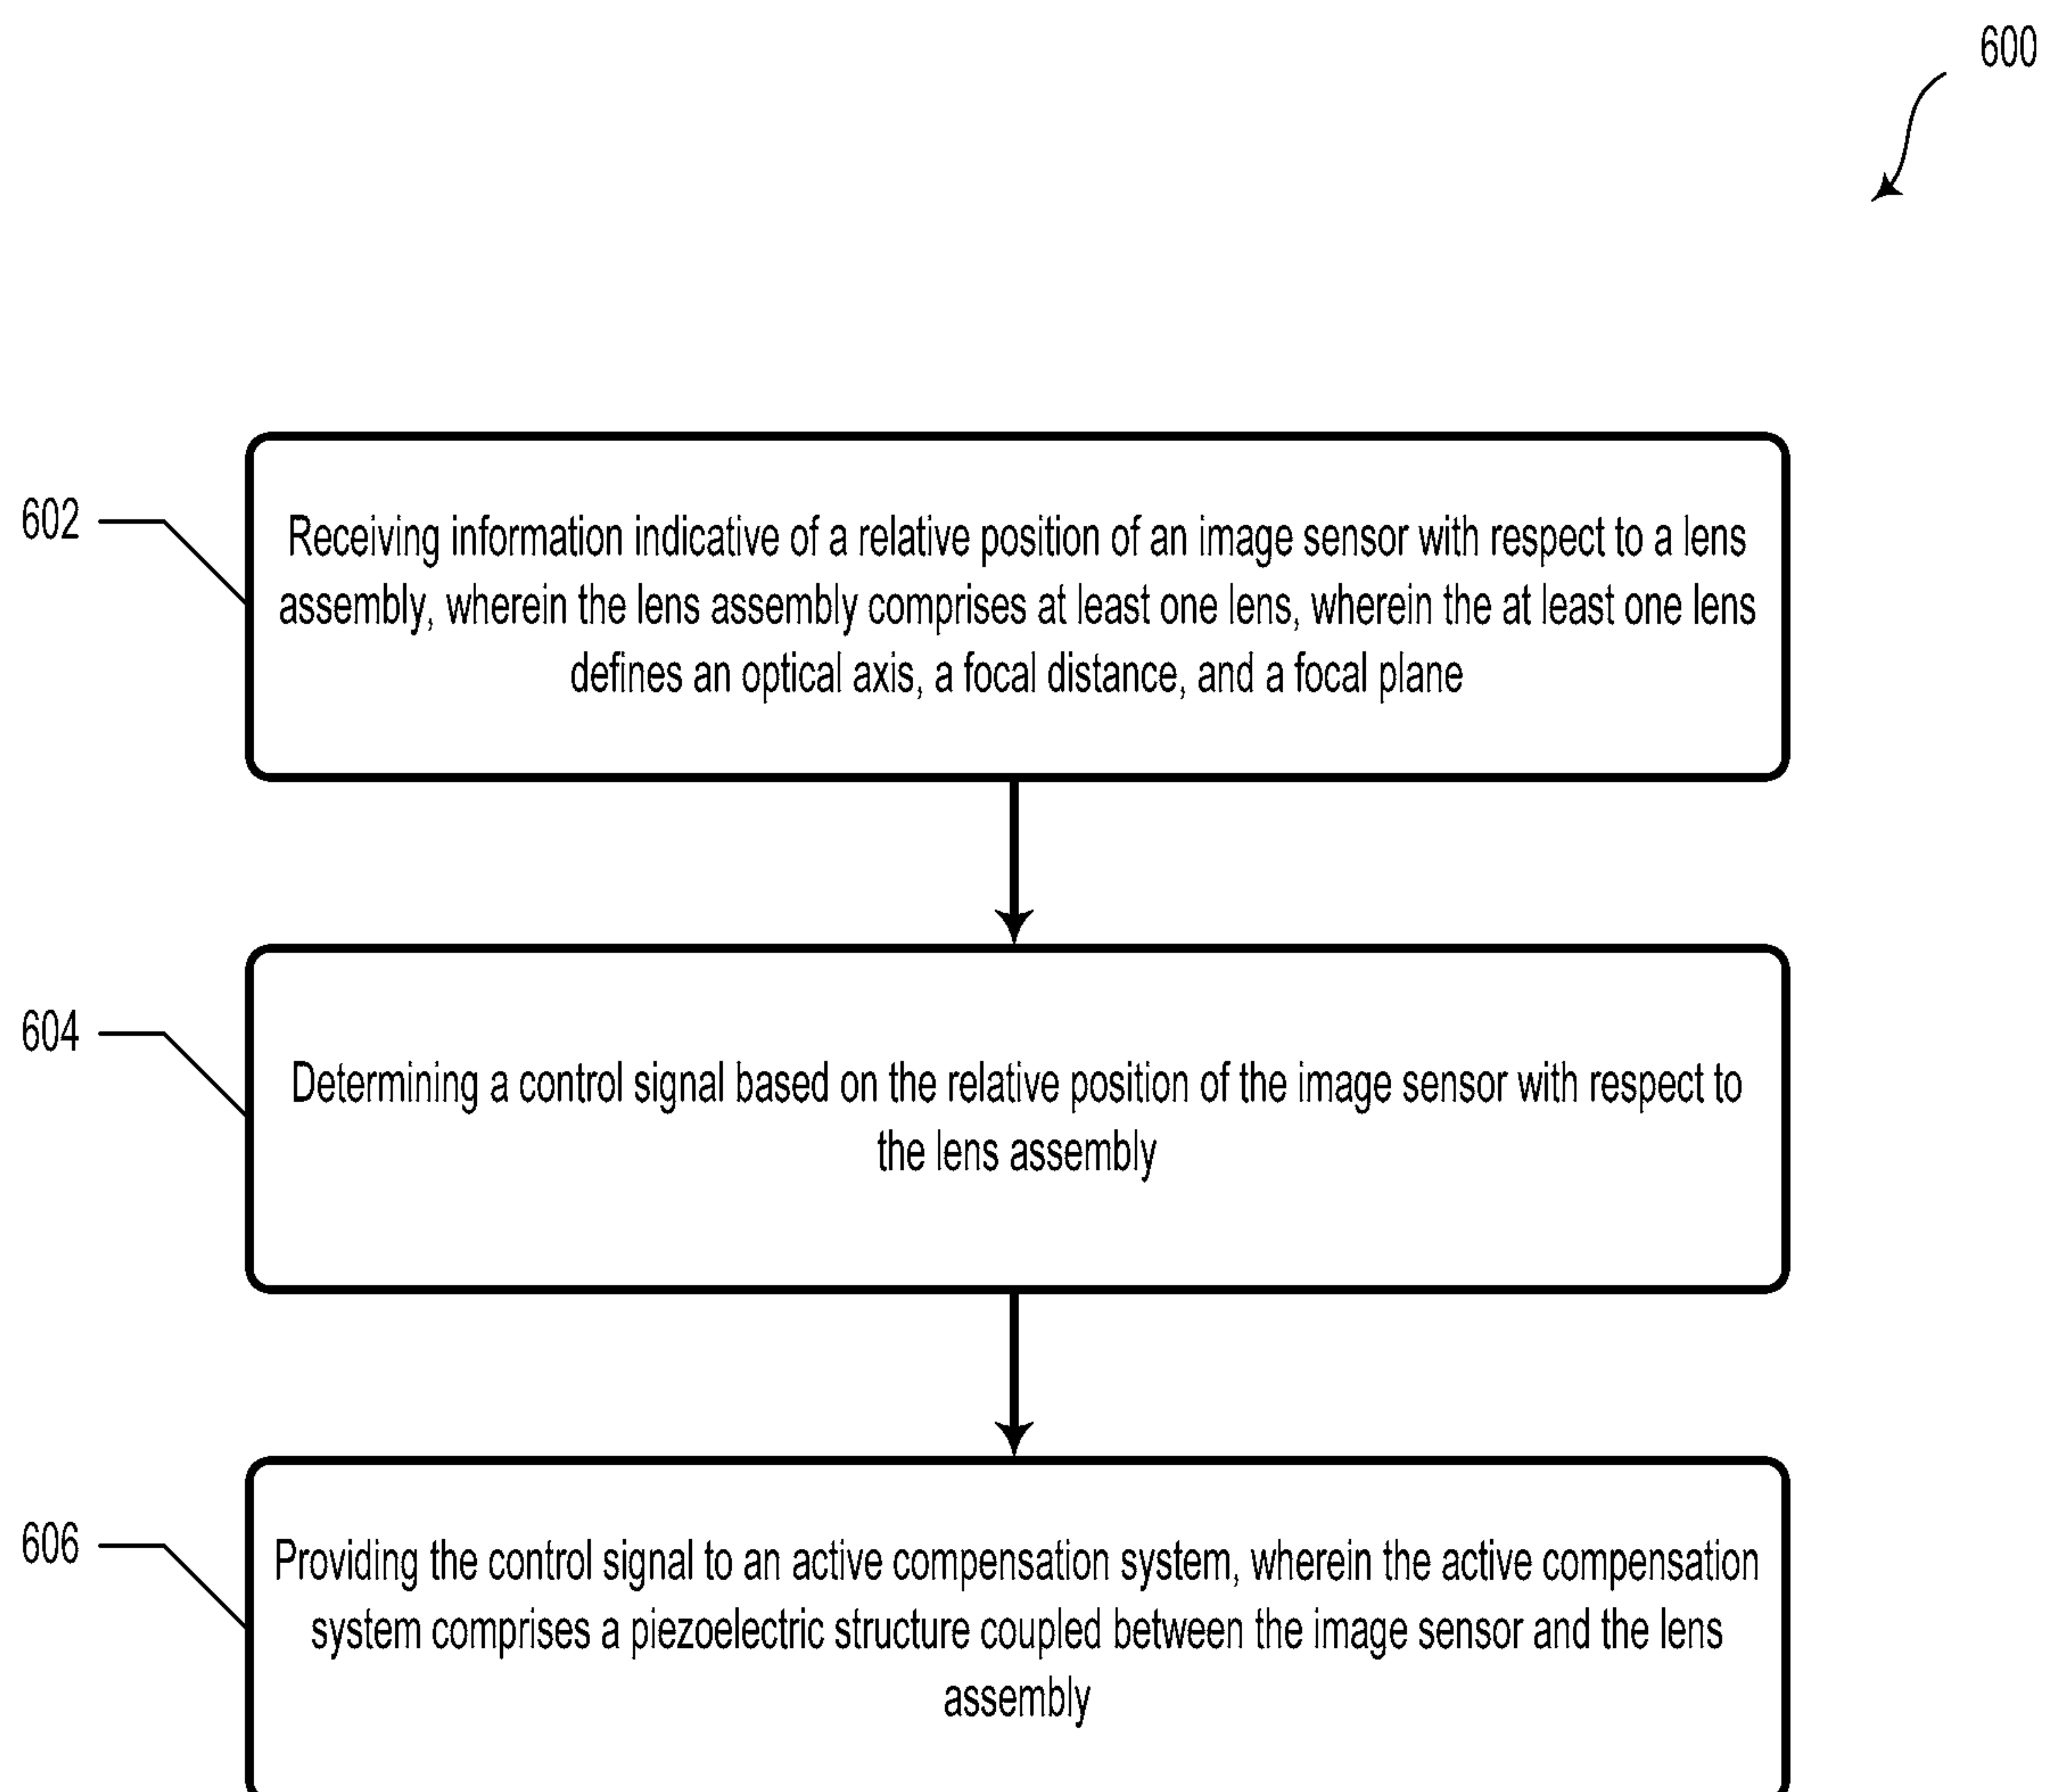 600
602
Receiving information indicative of a relative position of an image sensor with respect to a lens
assembly, wherein the lens assembly comprises at least one lens, wherein the at least one lens
defines an optical axis, a focal distance, and a focal plane
604
Determining a control signal based on the relative position of the image sensor with respect to
the lens assembly
606
Providing the control signal to an active compensation system, wherein the active compensation
system comprises a piezoelectric structure coupled between the image sensor and the lens
assembly